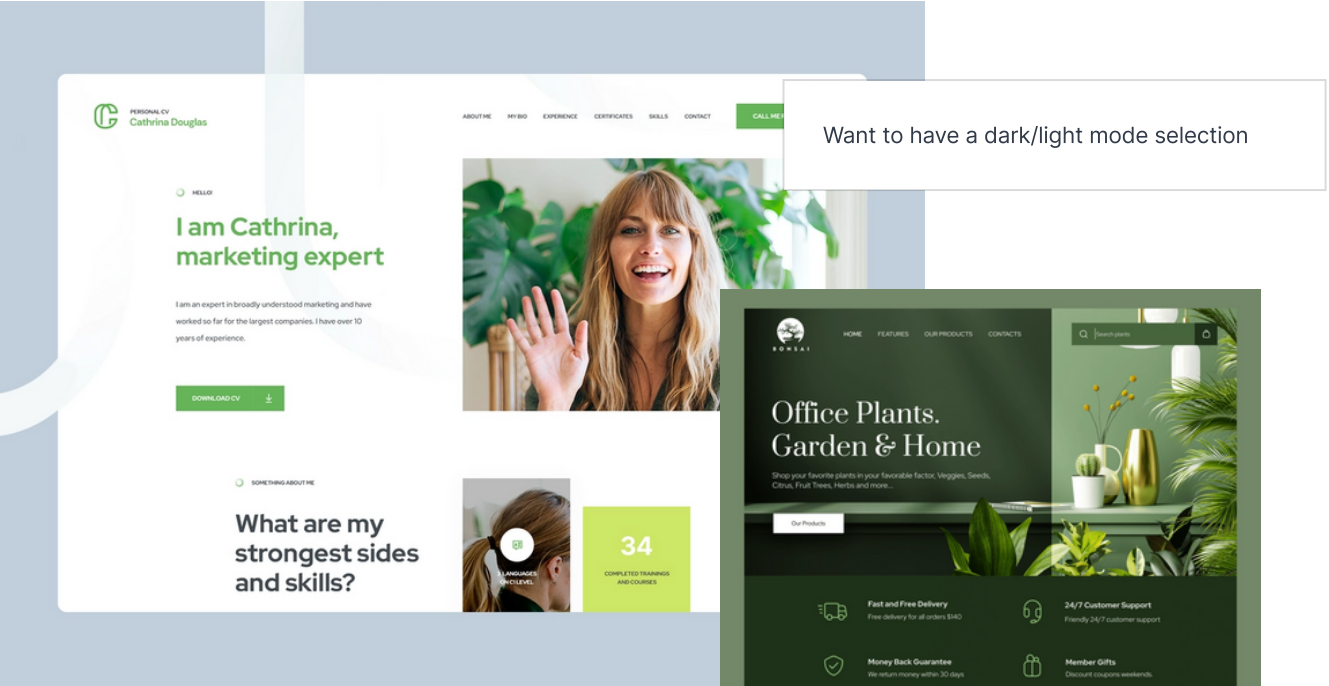 PERSONAL CV
Cathrina Douglas
ABOUT ME MY BIO EXPERIENCE CERTIFICATES SKILLS CONTACT
CALL ME
Want to have a dark/light mode selection
HELLO!
I am Cathrina,
marketing expert
I am an expert in broadly understood marketing and have
worked so far for the largest companies. I have over 10
years of experience.
DOWNLOAD CV
SOMETHING ABOUT ME
What are my
strongest sides
and skills?
LANGUAGES
ON C1 LEVEL
34
COMPLETED TRAININGS
AND COURSES
BONSAI
HOME FEATURES OUR PRODUCTS CONTACTS
Search plants
Office Plants.
Garden & Home
Shop your favorite plants in your favorable factor, Veggies, Seeds,
Citrus, Fruit Trees, Herbs and more...
Our Products
Fast and Free Delivery
Free delivery for all orders $140
24/7 Customer Support
Friendly 24/7 customer support
Money Back Guarantee
We return money within 30 days
Member Gifts
Discount coupons weekends.